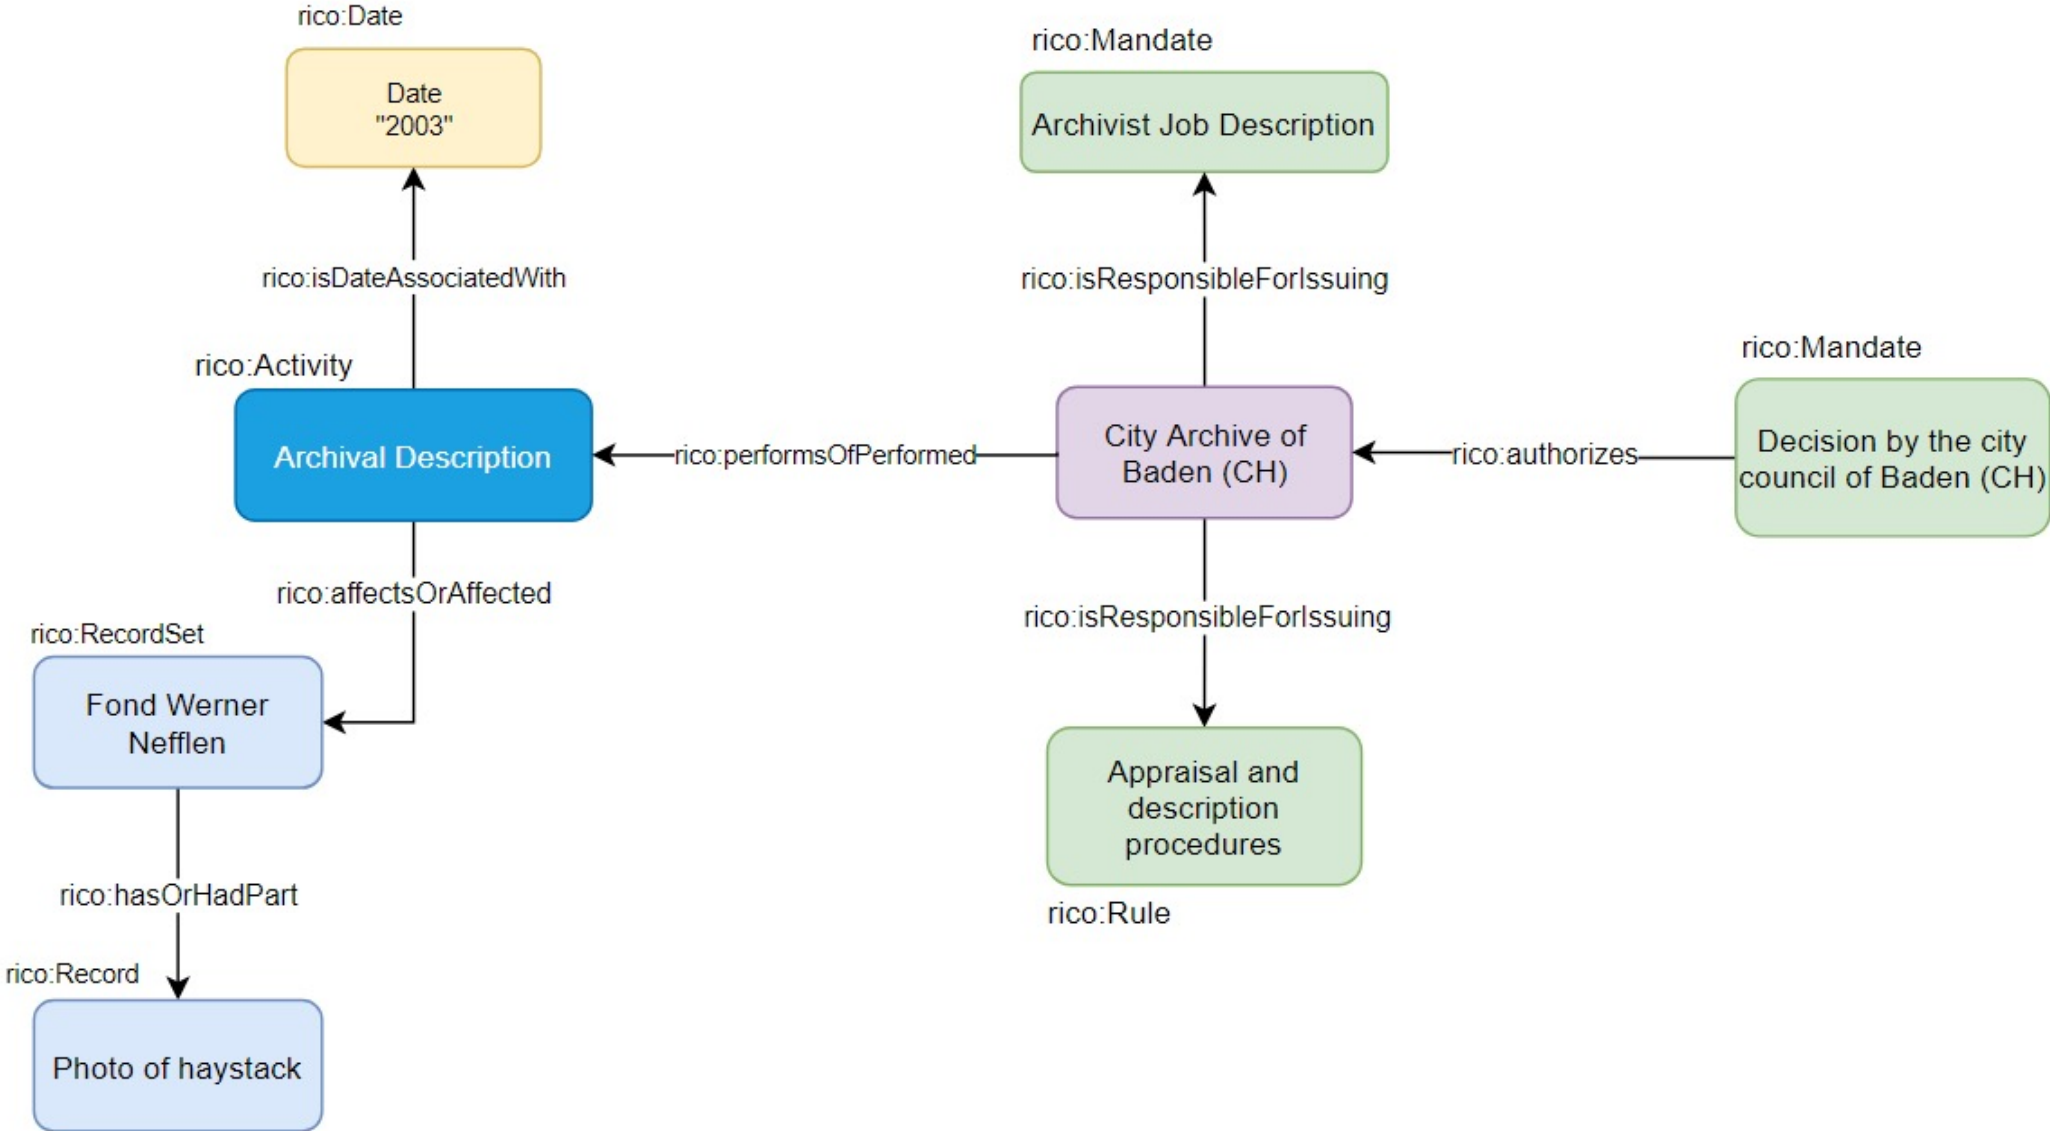 rico:Date
Date
"2003"
rico:Mandate
Archivist Job Description
rico:isDateAssociatedWith
rico:isResponsibleForIssuing
rico:Activity
Archival Description
rico:performsOfPerformed
City Archive of
Baden (CH)
rico:authorizes
rico:Mandate
Decision by the city
council of Baden (CH)
rico:affectsOrAffected
rico:isResponsibleForIssuing
rico:RecordSet
Fond Werner
Nefflen
Appraisal and
description
procedures
rico:Rule
rico:hasOrHadPart
rico:Record
Photo of haystack